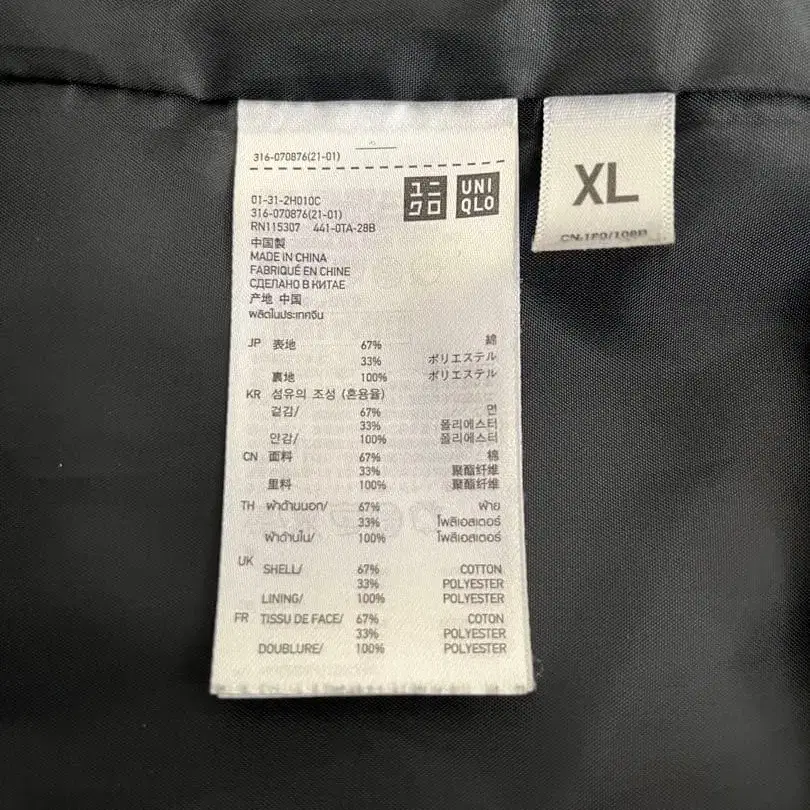 316-070876(21-01)
ユニ
クロ
UNI
QLO
XL
01-31-2H010C
316-070876(21-01)
RN115307 441-0TA-28B
中国製
MADE IN CHINA
FABRIQUÉ EN CHINE
СДЕЛАНО В КИТАЕ
产地 中国
ผลิตในประเทศจีน
JP 表地 67% 綿
33% ポリエステル
裏地 100% ポリエステル
KR 섬유의 조성 (혼용율)
겉감/ 67% 면
33% 폴리에스터
안감/ 100% 폴리에스터
CN 面料 67% 棉
33% 聚酯纤维
里料 100% 聚酯纤维
TH ผ้าด้านนอก/ 67% ฝ้าย
33% โพลิเอสเตอร์
ผ้าด้านใน/ 100% โพลิเอสเตอร์
UK SHELL/ 67% COTTON
33% POLYESTER
LINING/ 100% POLYESTER
FR TISSU DE FACE/ 67% COTON
33% POLYESTER
DOUBLURE/ 100% POLYESTER